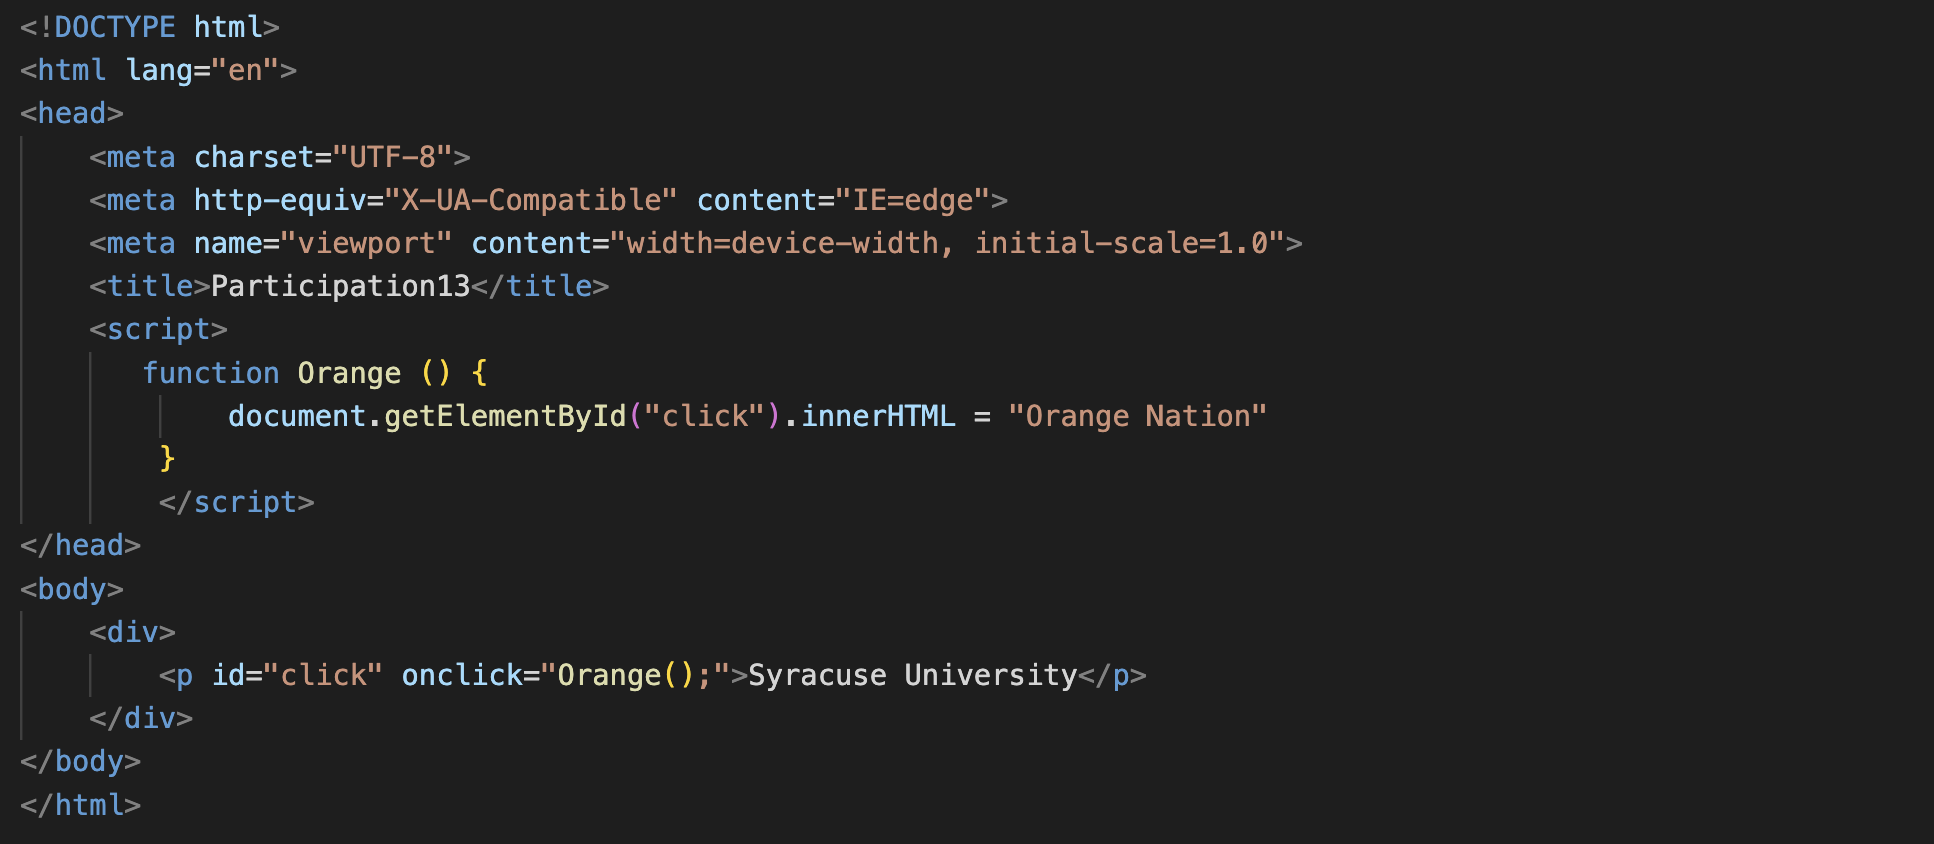 <!DOCTYPE html>
<html lang="en">
<head>
    <meta charset="UTF-8">
    <meta http-equiv="X-UA-Compatible" content="IE=edge">
    <meta name="viewport" content="width=device-width, initial-scale=1.0">
    <title>Participation13</title>
    <script>
       function Orange () {
            document.getElementById("click").innerHTML = "Orange Nation"
        }
        </script>
</head>
<body>
    <div>
        <p id="click" onclick="Orange();">Syracuse University</p>
    </div>
</body>
</html>